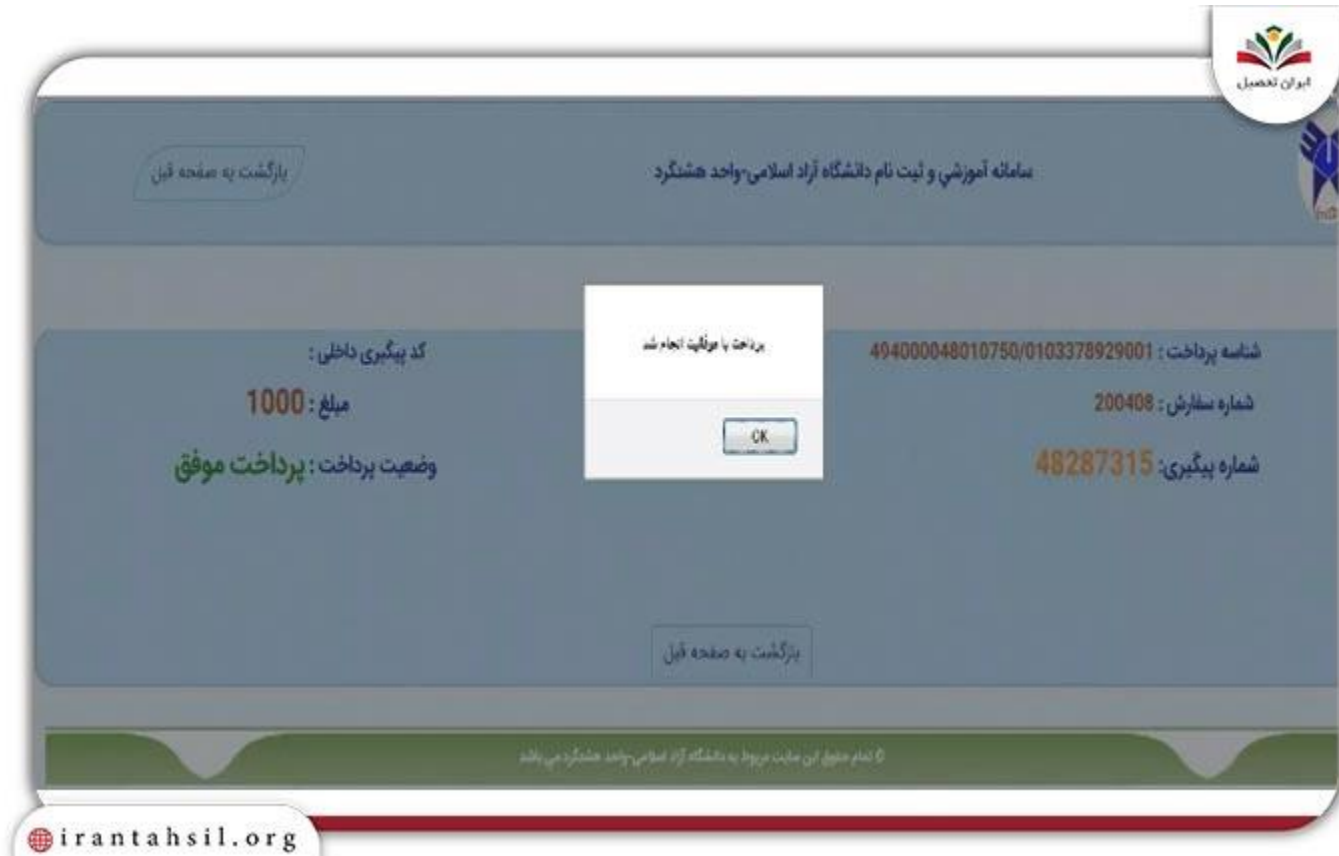 ایران تحصیل
سامانه آموزشي و ثبت نام دانشگاه آزاد اسلامی-واحد هشتگرد
بازگشت به صفحه قبل
پرداخت با موفقیت انجام شد
OK
شناسه پرداخت : 494000048010750/0103378929001
کد پیگیری داخلی :
شماره سفارش : 200408
مبلغ : 1000
شماره پیگیری: 48287315
وضعیت پرداخت : پرداخت موفق
بازگشت به صفحه قبل
© تمام حقوق این سایت مربوط به دانشگاه آزاد اسلامی-واحد هشتگرد می باشد
irantahsil.org